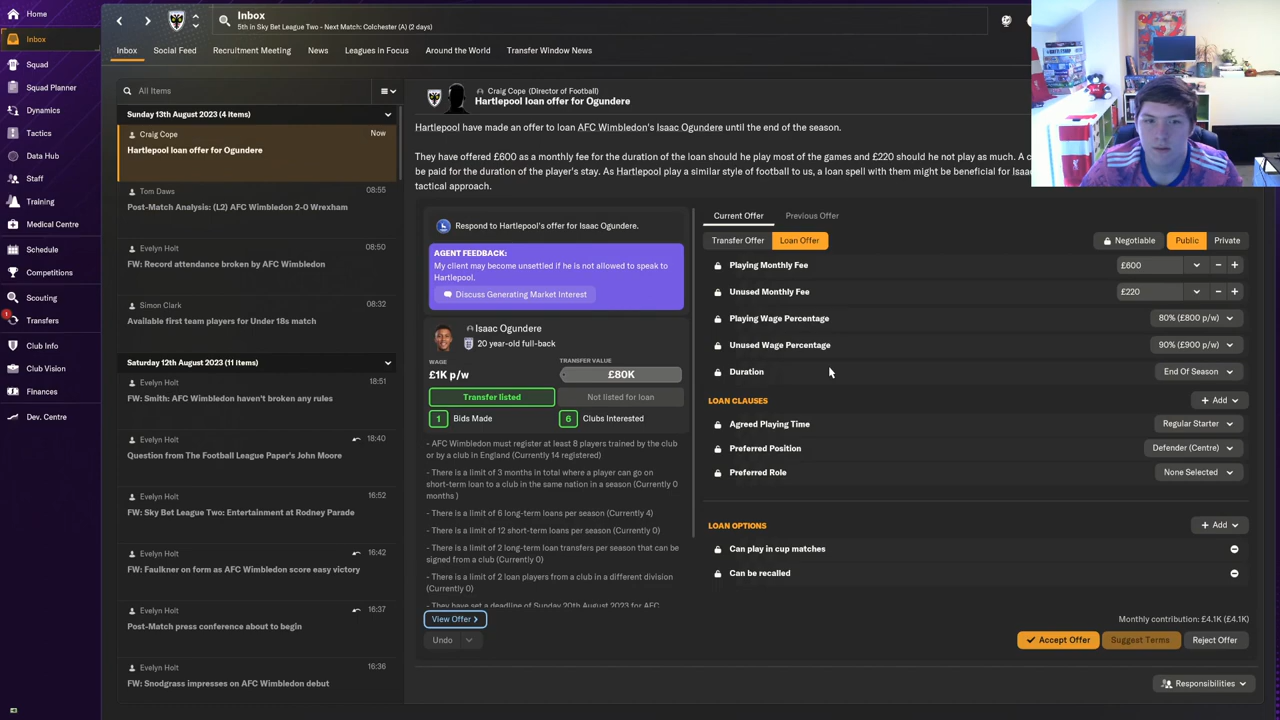 Home
Inbox
Squad
Squad Planner
Dynamics
Tactics
Data Hub
Staff
Training
Medical Centre
Schedule
Competitions
Scouting
1
Transfers
Club Info
Club Vision
Finances
Dev. Centre
Inbox
5th in Sky Bet League Two - Next Match: Colchester (A) (2 days)
Inbox
Social Feed
Recruitment Meeting
News
Leagues in Focus
Around the World
Transfer Window News
All Items
Sunday 13th August 2023 (4 Items)
Craig Cope
Now
Hartlepool loan offer for Ogundere
Tom Daws
08:55
Post-Match Analysis: (L2) AFC Wimbledon 2-0 Wrexham
Evelyn Holt
08:50
FW: Record attendance broken by AFC Wimbledon
Simon Clark
08:32
Available first team players for Under 18s match
Saturday 12th August 2023 (11 Items)
Evelyn Holt
18:51
FW: Smith: AFC Wimbledon haven't broken any rules
Evelyn Holt
18:40
Question from The Football League Paper's John Moore
Evelyn Holt
16:52
FW: Sky Bet League Two: Entertainment at Rodney Parade
Evelyn Holt
16:42
FW: Faulkner on form as AFC Wimbledon score easy victory
Evelyn Holt
16:37
Post-Match press conference about to begin
Evelyn Holt
16:36
FW: Snodgrass impresses on AFC Wimbledon debut
Craig Cope (Director of Football)
Hartlepool loan offer for Ogundere
Hartlepool have made an offer to loan AFC Wimbledon's Isaac Ogundere until the end of the season.
They have offered £600 as a monthly fee for the duration of the loan should he play most of the games and £220 should he not play as much. A c
be paid for the duration of the player's stay. As Hartlepool play a similar style of football to us, a loan spell with them might be beneficial for Isaa
tactical approach.
Respond to Hartlepool's offer for Isaac Ogundere.
AGENT FEEDBACK:
My client may become unsettled if he is not allowed to speak to
Hartlepool.
Discuss Generating Market Interest
Isaac Ogundere
20 year-old full-back
WAGE
£1K p/w
TRANSFER VALUE
£80K
Transfer listed
Not listed for loan
1
Bids Made
6
Clubs Interested
- AFC Wimbledon must register at least 8 players trained by the club
or by a club in England (Currently 14 registered)
- There is a limit of 3 months in total where a player can go on
short-term loan to a club in the same nation in a season (Currently 0
months )
- There is a limit of 6 long-term loans per season (Currently 4)
- There is a limit of 12 short-term loans per season (Currently 0)
- There is a limit of 2 long-term loan transfers per season that can be
signed from a club (Currently 0)
- There is a limit of 2 loan players from a club in a different division
(Currently 0)
- They have set a deadline of Sunday 20th August 2023 for AFC
View Offer
Undo
Current Offer
Previous Offer
Transfer Offer
Loan Offer
Negotiable
Public
Private
Playing Monthly Fee
£600
Unused Monthly Fee
£220
Playing Wage Percentage
80% (£800 p/w)
Unused Wage Percentage
90% (£900 p/w)
Duration
End Of Season
LOAN CLAUSES
+ Add
Agreed Playing Time
Regular Starter
Preferred Position
Defender (Centre)
Preferred Role
None Selected
LOAN OPTIONS
+ Add
Can play in cup matches
Can be recalled
Monthly contribution: £4.1K (£4.1K)
Accept Offer
Suggest Terms
Reject Offer
Responsibilities